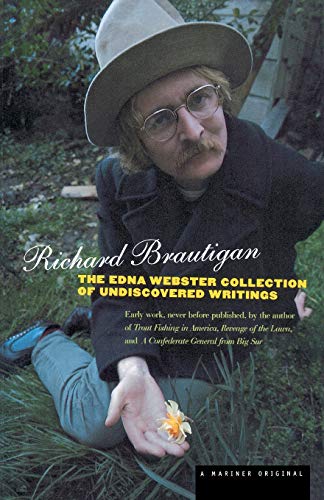 Richard Brautigan
THE EDNA WEBSTER COLLECTION
OF UNDISCOVERED WRITINGS
Early work, never before published, by the author
of Trout Fishing in America, Revenge of the Lawn,
and A Confederate General from Big Sur
A MARINER ORIGINAL